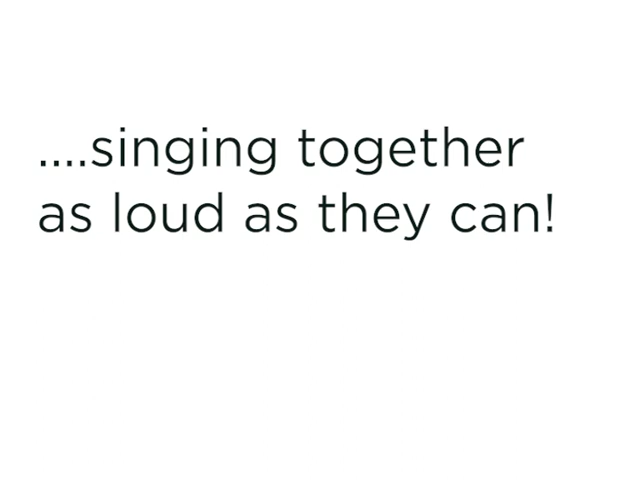 ....singing together
as loud as they can!